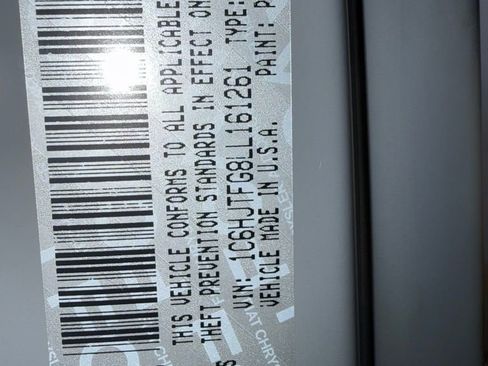 THIS VEHICLE CONFORMS TO ALL APPLICABLE
THEFT PREVENTION STANDARDS IN EFFECT ON
VIN: 1C6HJTFG8LL161261 TYPE:
VEHICLE MADE IN U.S.A. PAINT: P